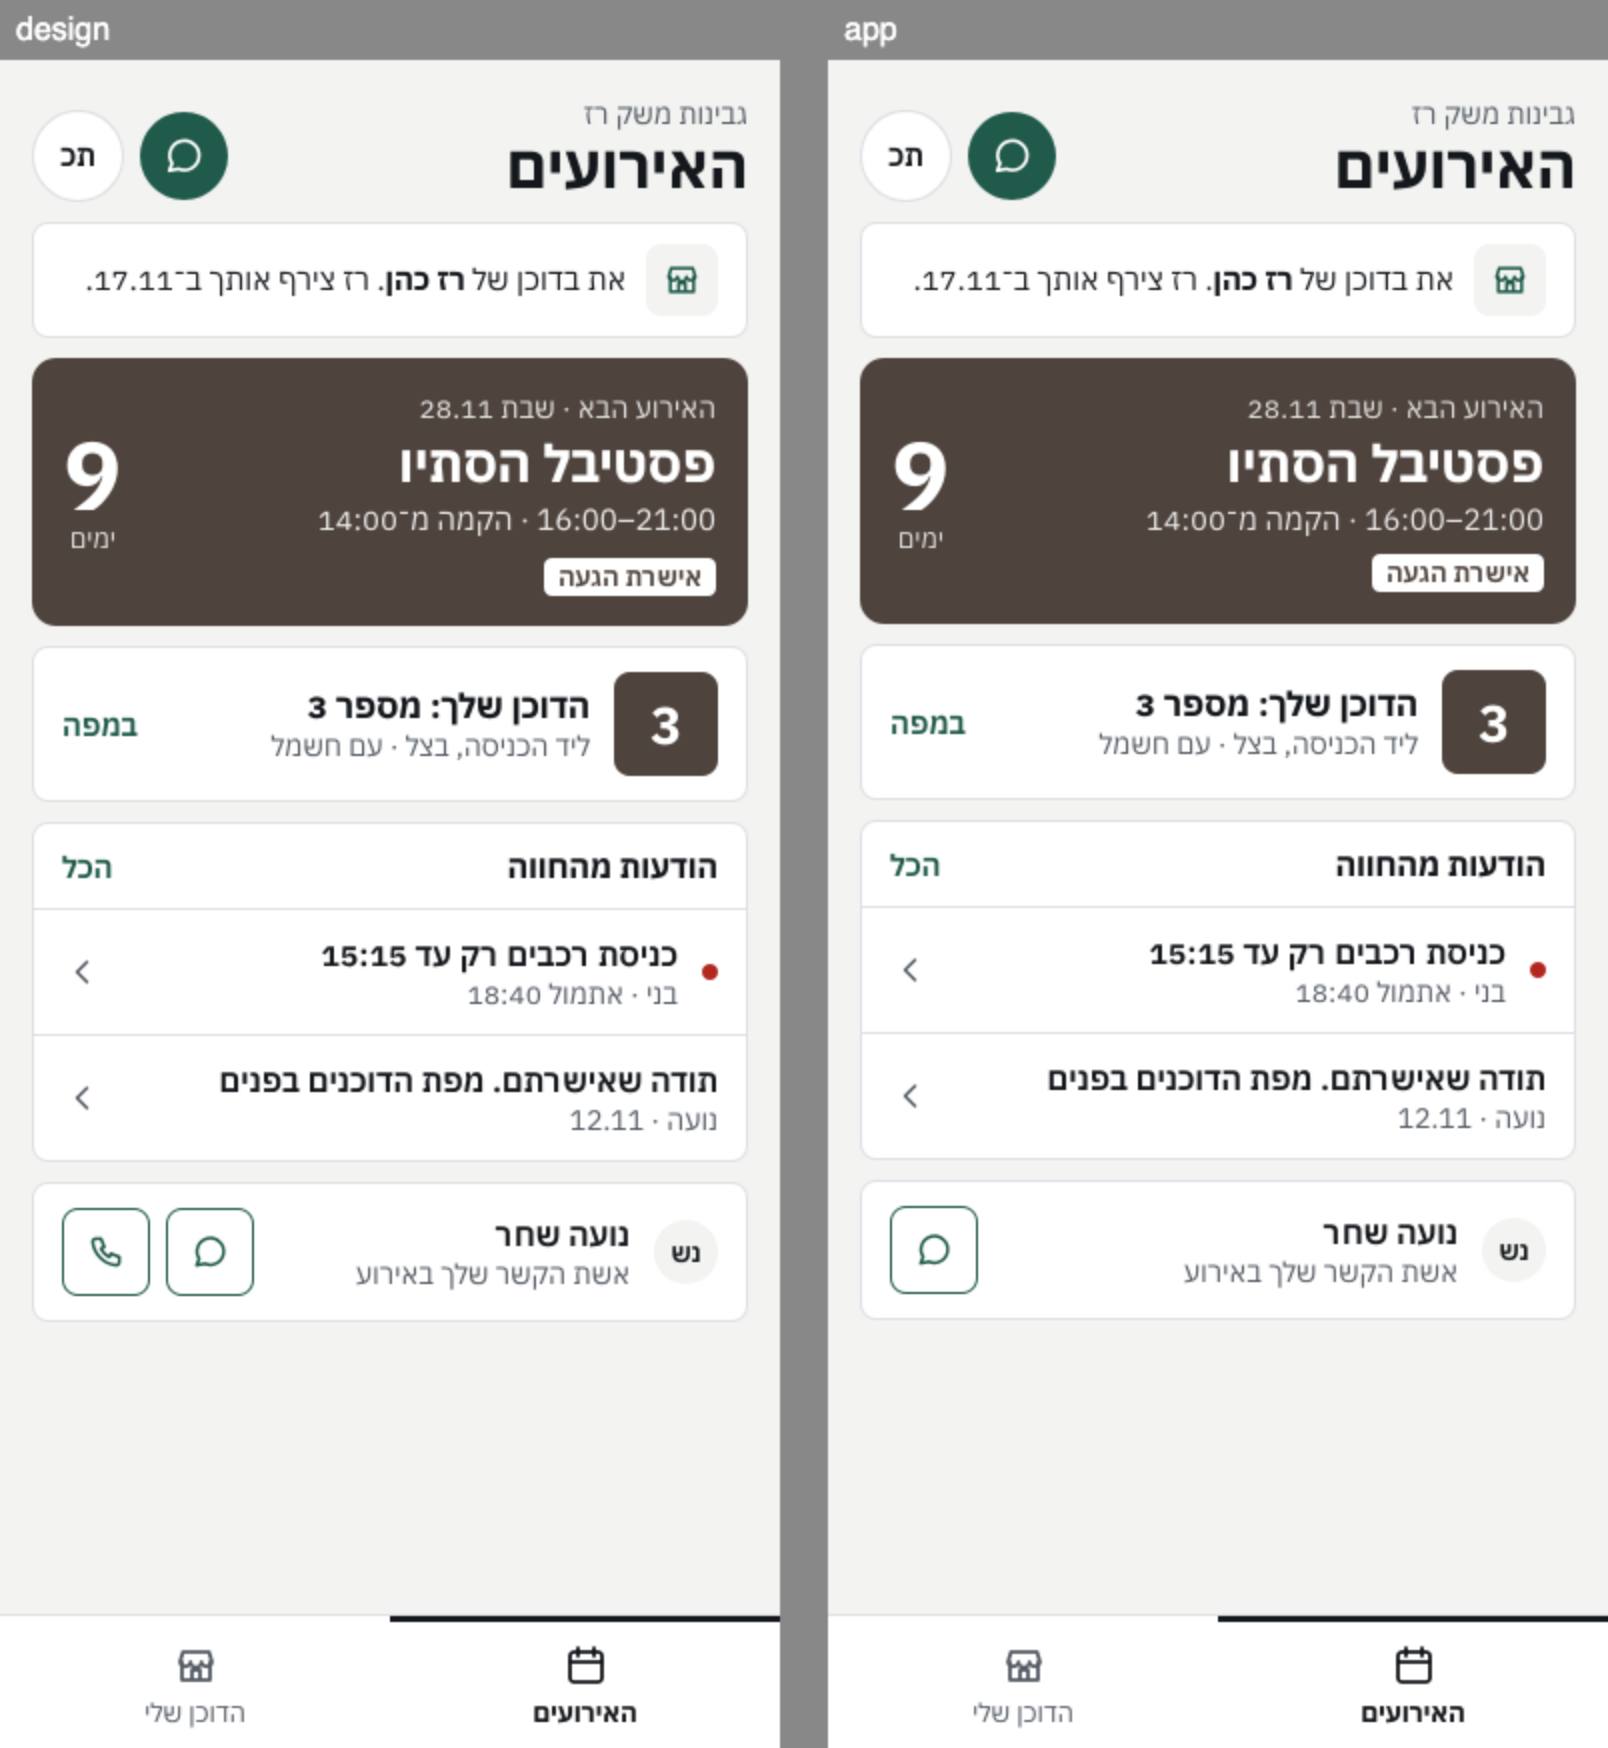 design
גבינות משק רז
האירועים
תכ
את בדוכן של רז כהן. רז צירף אותך ב־17.11.
האירוע הבא · שבת 28.11
פסטיבל הסתיו
16:00–21:00 · הקמה מ־14:00
אישרת הגעה
9
ימים
3
הדוכן שלך: מספר 3
ליד הכניסה, בצל · עם חשמל
במפה
הודעות מהחווה
הכל
כניסת רכבים רק עד 15:15
בני · אתמול 18:40
תודה שאישרתם. מפת הדוכנים בפנים
נועה · 12.11
נש
נועה שחר
אשת הקשר שלך באירוע
האירועים
הדוכן שלי
app
גבינות משק רז
האירועים
תכ
את בדוכן של רז כהן. רז צירף אותך ב־17.11.
האירוע הבא · שבת 28.11
פסטיבל הסתיו
16:00–21:00 · הקמה מ־14:00
אישרת הגעה
9
ימים
3
הדוכן שלך: מספר 3
ליד הכניסה, בצל · עם חשמל
במפה
הודעות מהחווה
הכל
כניסת רכבים רק עד 15:15
בני · אתמול 18:40
תודה שאישרתם. מפת הדוכנים בפנים
נועה · 12.11
נש
נועה שחר
אשת הקשר שלך באירוע
האירועים
הדוכן שלי